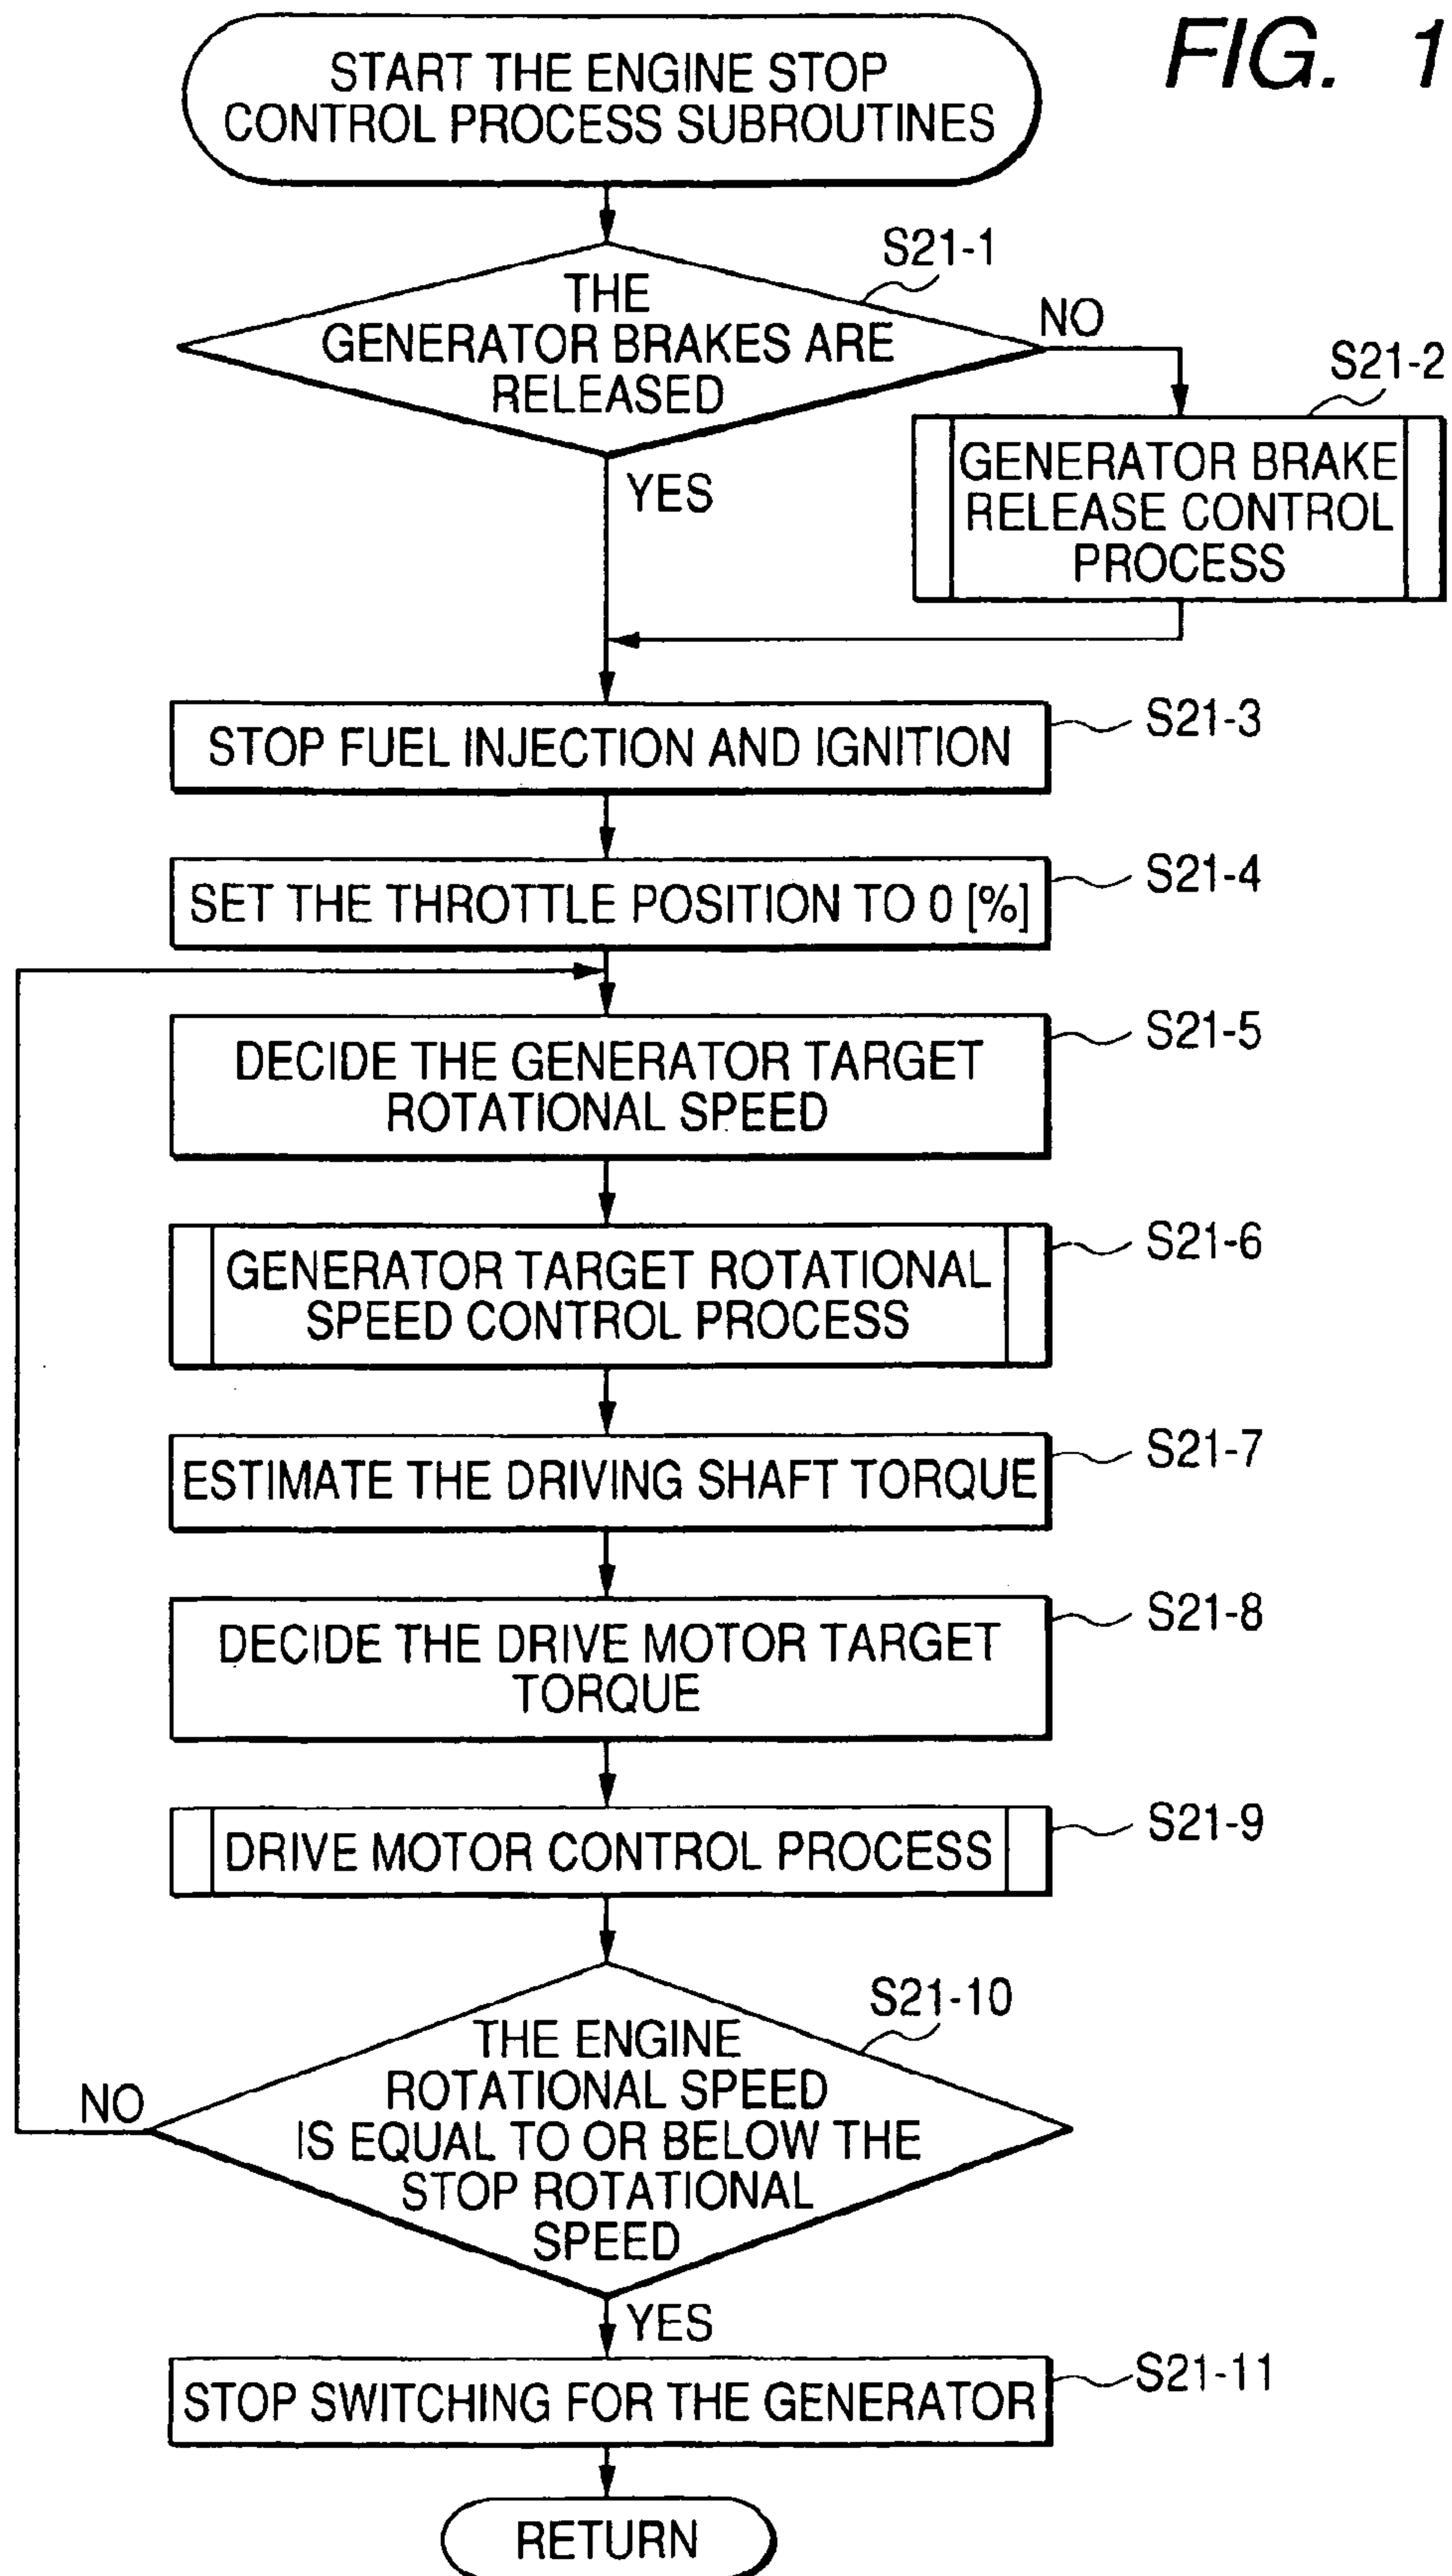 FIG. 1
START THE ENGINE STOP
CONTROL PROCESS SUBROUTINES
S21-1
THE
GENERATOR BRAKES ARE
RELEASED
NO
YES
S21-2
GENERATOR BRAKE
RELEASE CONTROL
PROCESS
STOP FUEL INJECTION AND IGNITION
S21-3
SET THE THROTTLE POSITION TO 0 [%]
S21-4
DECIDE THE GENERATOR TARGET
ROTATIONAL SPEED
S21-5
GENERATOR TARGET ROTATIONAL
SPEED CONTROL PROCESS
S21-6
ESTIMATE THE DRIVING SHAFT TORQUE
S21-7
DECIDE THE DRIVE MOTOR TARGET
TORQUE
S21-8
DRIVE MOTOR CONTROL PROCESS
S21-9
S21-10
THE ENGINE
ROTATIONAL SPEED
IS EQUAL TO OR BELOW THE
STOP ROTATIONAL
SPEED
NO
YES
STOP SWITCHING FOR THE GENERATOR
S21-11
RETURN